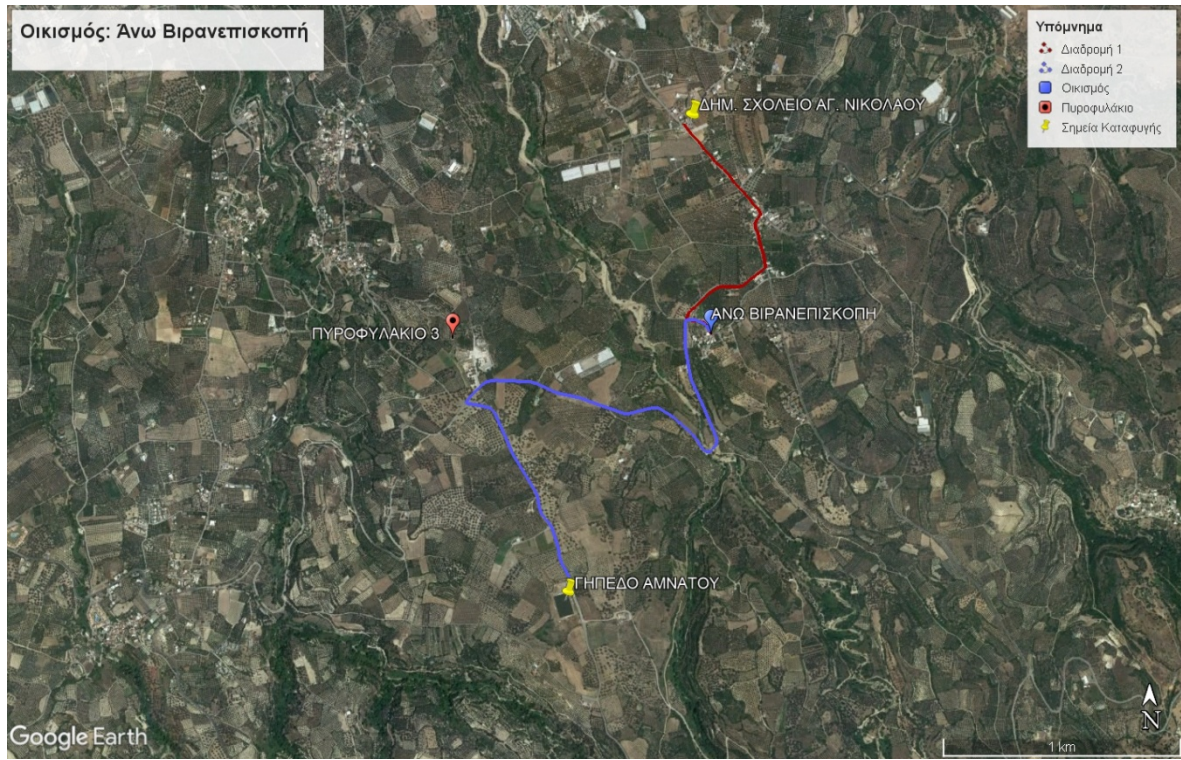 Οικισμός: Άνω Βιρανεπισκοπή
Υπόμνημα
Διαδρομή 1
Διαδρομή 2
Οικισμός
Πυροφυλάκιο
Σημεία Καταφυγής
ΔΗΜ. ΣΧΟΛΕΙΟ ΑΓ. ΝΙΚΟΛΑΟΥ
ΑΝΩ ΒΙΡΑΝΕΠΙΣΚΟΠΗ
ΠΥΡΟΦΥΛΑΚΙΟ 3
ΓΗΠΕΔΟ ΑΜΝΑΤΟΥ
N
Google Earth
1 km